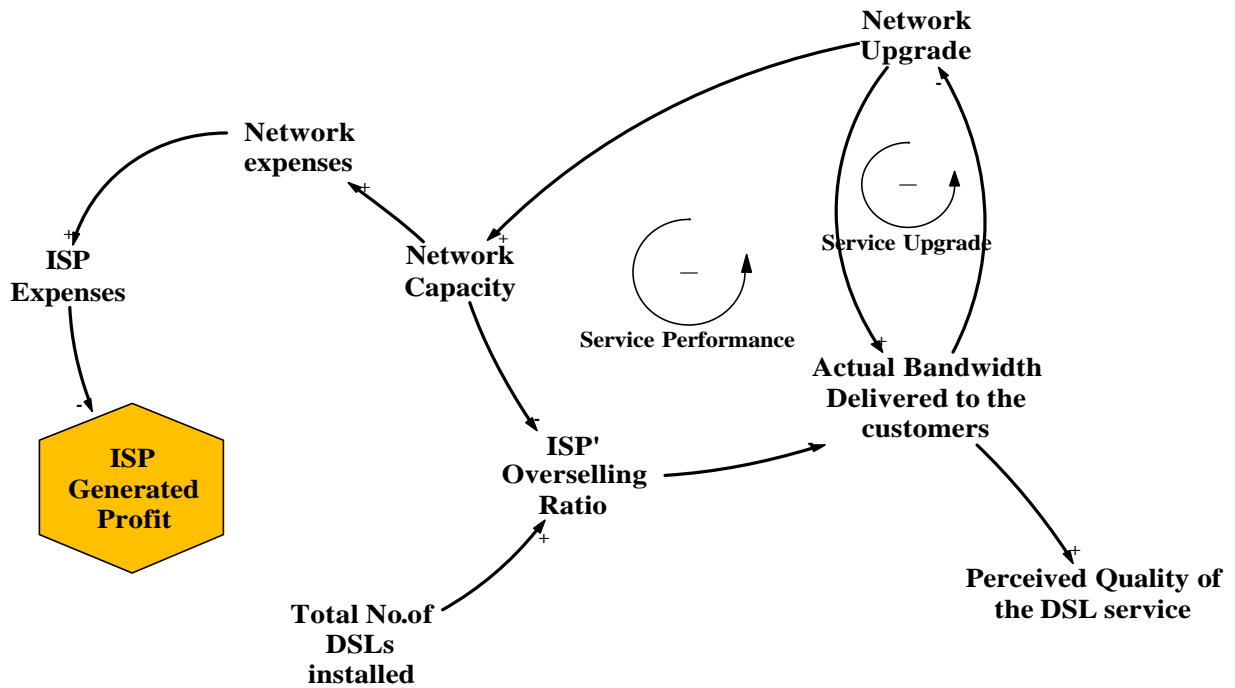 Network
Upgrade
-
Network
expenses
+
—
+
ISP
Expenses
Network
Capacity
+
—
Service Upgrade
Service Performance
+
Actual Bandwidth
Delivered to the
customers
-
ISP
Generated
Profit
-
ISP'
Overselling
Ratio
-
+
+
Perceived Quality of
the DSL service
Total No.of
DSLs
installed